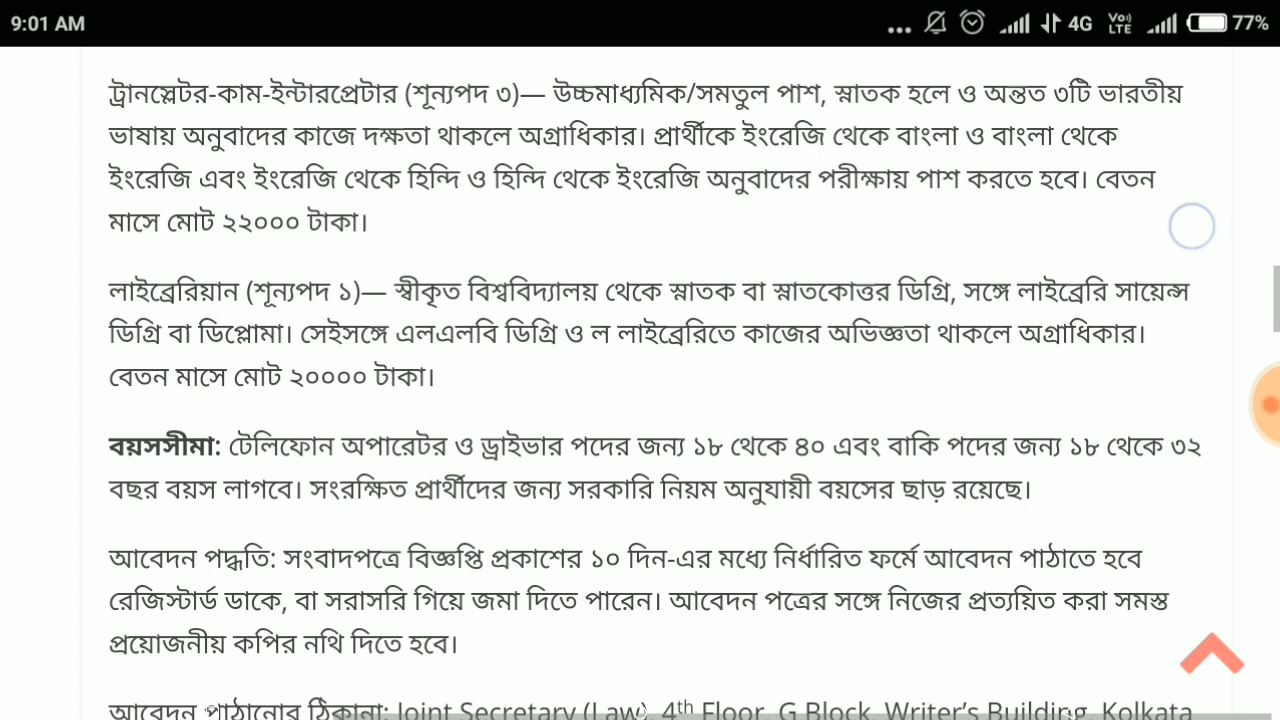 9:01 AM
... 4G Vo) LTE 77%
ট্রানস্লেটর-কাম-ইন্টারপ্রেটার (শূন্যপদ ৩)— উচ্চমাধ্যমিক/সমতুল পাশ, স্নাতক হলে ও অন্তত ৩টি ভারতীয়
ভাষায় অনুবাদের কাজে দক্ষতা থাকলে অগ্রাধিকার। প্রার্থীকে ইংরেজি থেকে বাংলা ও বাংলা থেকে
ইংরেজি এবং ইংরেজি থেকে হিন্দি ও হিন্দি থেকে ইংরেজি অনুবাদের পরীক্ষায় পাশ করতে হবে। বেতন
মাসে মোট ২২০০০ টাকা।
লাইব্রেরিয়ান (শূন্যপদ ১)— স্বীকৃত বিশ্ববিদ্যালয় থেকে স্নাতক বা স্নাতকোত্তর ডিগ্রি, সঙ্গে লাইব্রেরি সায়েন্স
ডিগ্রি বা ডিপ্লোমা। সেইসঙ্গে এলএলবি ডিগ্রি ও ল লাইব্রেরিতে কাজের অভিজ্ঞতা থাকলে অগ্রাধিকার।
বেতন মাসে মোট ২০০০০ টাকা।
বয়সসীমা: টেলিফোন অপারেটর ও ড্রাইভার পদের জন্য ১৮ থেকে ৪০ এবং বাকি পদের জন্য ১৮ থেকে ৩২
বছর বয়স লাগবে। সংরক্ষিত প্রার্থীদের জন্য সরকারি নিয়ম অনুযায়ী বয়সের ছাড় রয়েছে।
আবেদন পদ্ধতি: সংবাদপত্রে বিজ্ঞপ্তি প্রকাশের ১০ দিন-এর মধ্যে নির্ধারিত ফর্মে আবেদন পাঠাতে হবে
রেজিস্টার্ড ডাকে, বা সরাসরি গিয়ে জমা দিতে পারেন। আবেদন পত্রের সঙ্গে নিজের প্রত্যয়িত করা সমস্ত
প্রয়োজনীয় কপির নথি দিতে হবে।
আবেদন পাঠানোর ঠিকানা: Joint Secretary (Law), 4th Floor, G Block, Writer’s Building, Kolkata